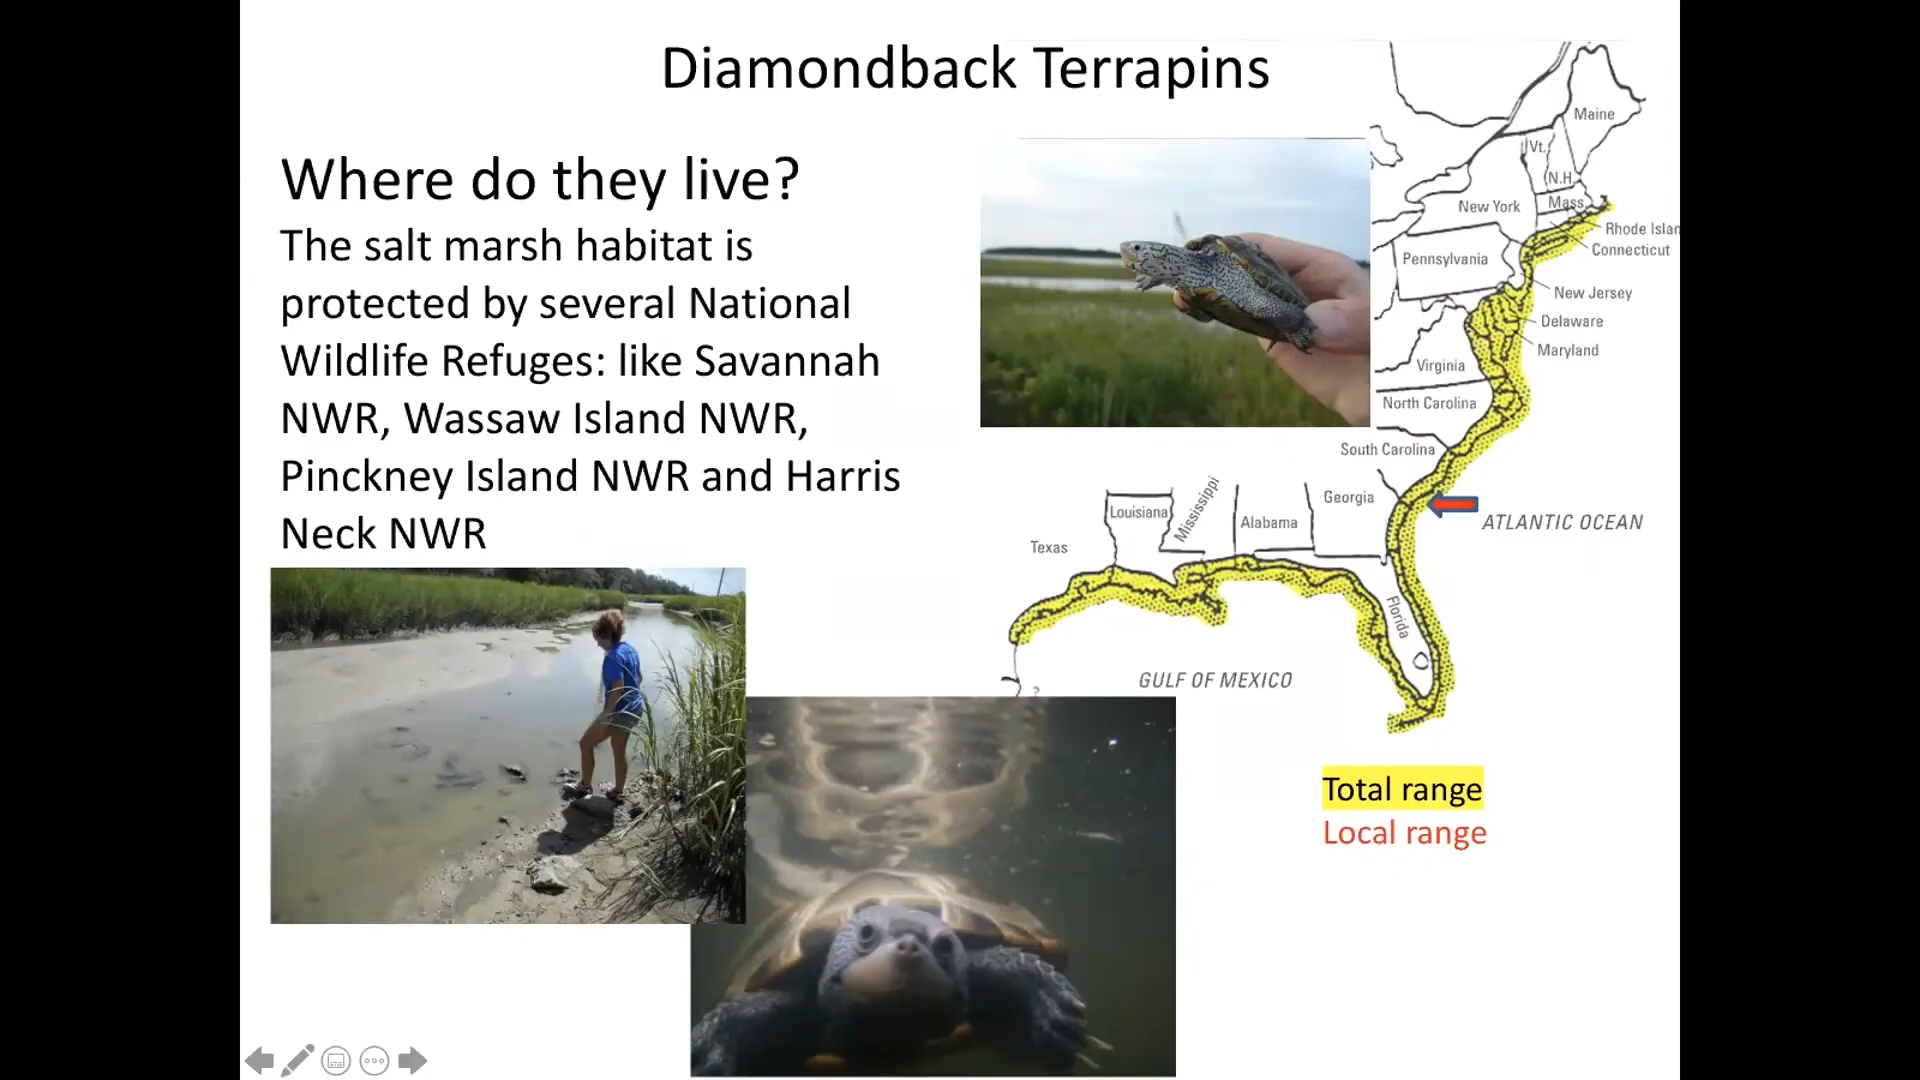 Diamondback Terrapins
Where do they live?
The salt marsh habitat is
protected by several National
Wildlife Refuges: like Savannah
NWR, Wassaw Island NWR,
Pinckney Island NWR and Harris
Neck NWR
Maine
Vt.
N.H.
Mass.
New York
Rhode Islan
Connecticut
Pennsylvania
New Jersey
Delaware
Maryland
Virginia
North Carolina
South Carolina
Georgia
Louisiana
Mississippi
Alabama
Texas
Florida
ATLANTIC OCEAN
GULF OF MEXICO
?
Total range
Local range